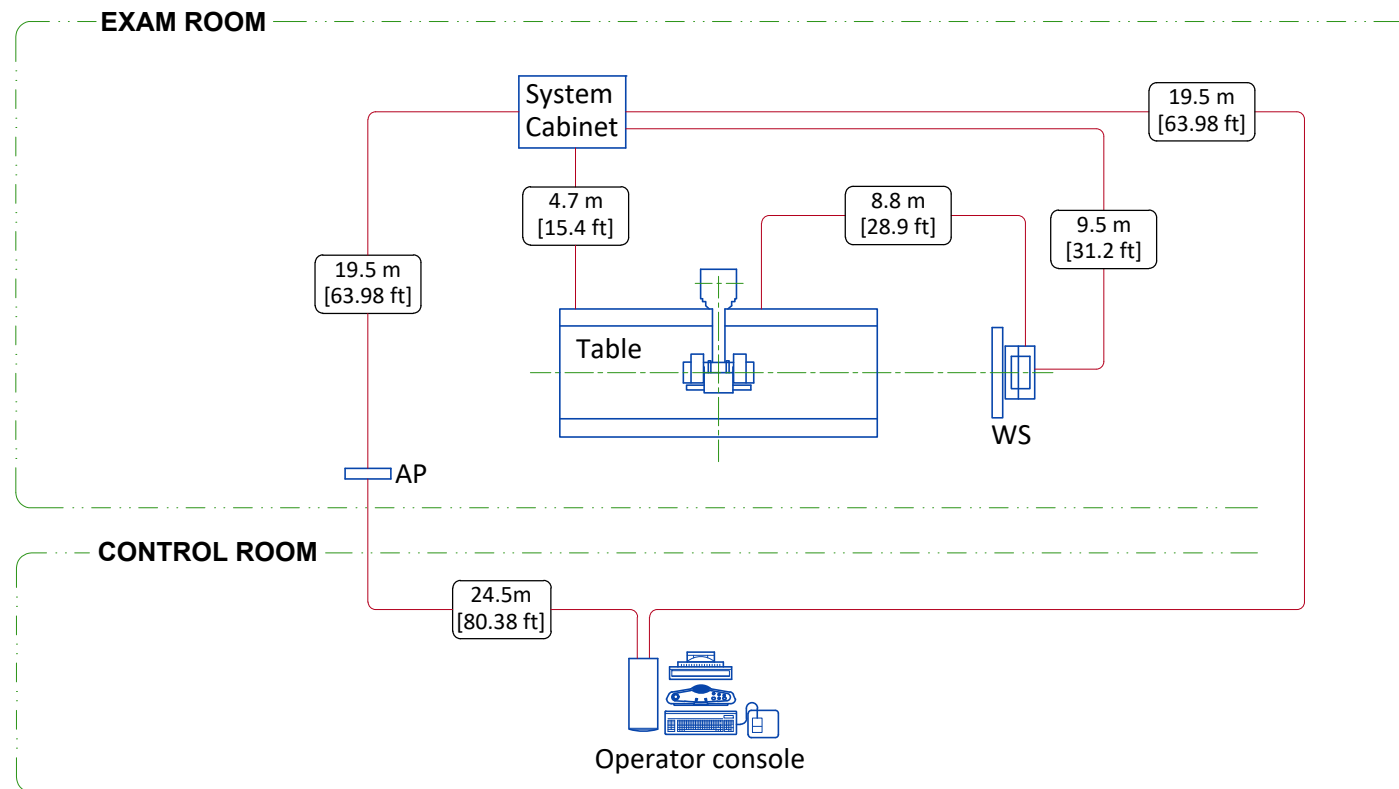 EXAM ROOM
System
Cabinet
19.5 m
[63.98 ft]
4.7 m
[15.4 ft]
8.8 m
[28.9 ft]
9.5 m
[31.2 ft]
19.5 m
[63.98 ft]
Table
WS
AP
CONTROL ROOM
24.5m
[80.38 ft]
Operator console